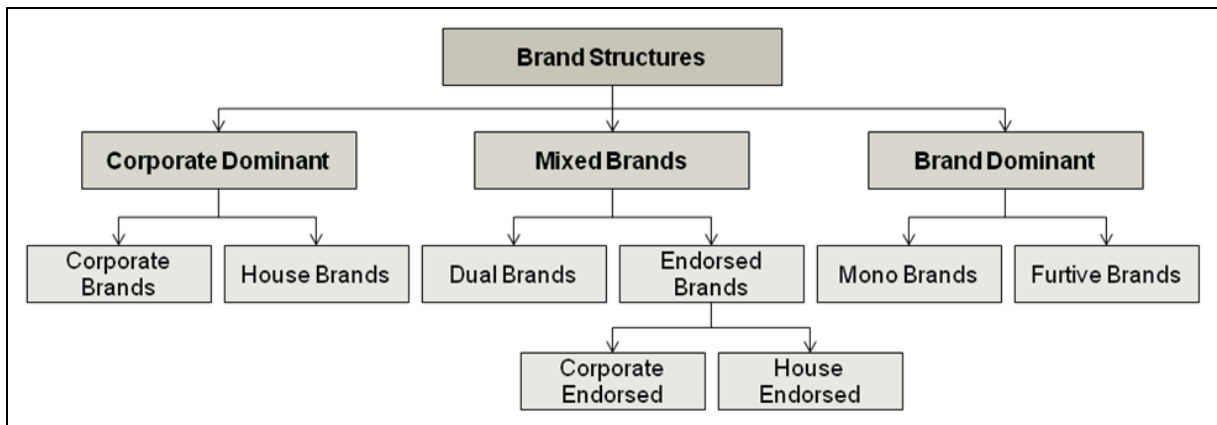 Brand Structures
Corporate Dominant
Mixed Brands
Brand Dominant
Corporate
Brands
House Brands
Dual Brands
Endorsed
Brands
Mono Brands
Furtive Brands
Corporate
Endorsed
House
Endorsed